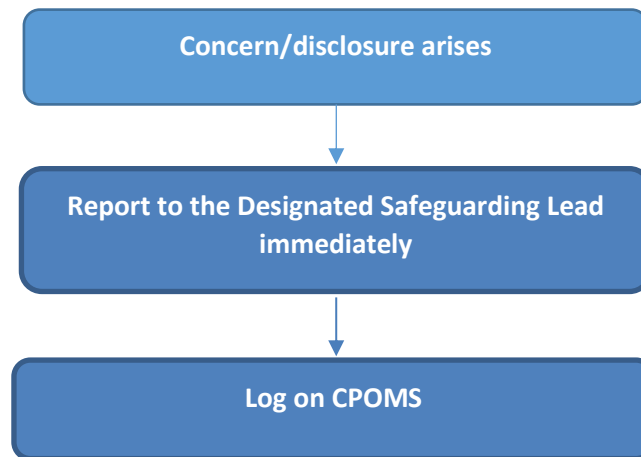 Concern/disclosure arises
Report to the Designated Safeguarding Lead
immediately
Log on CPOMS